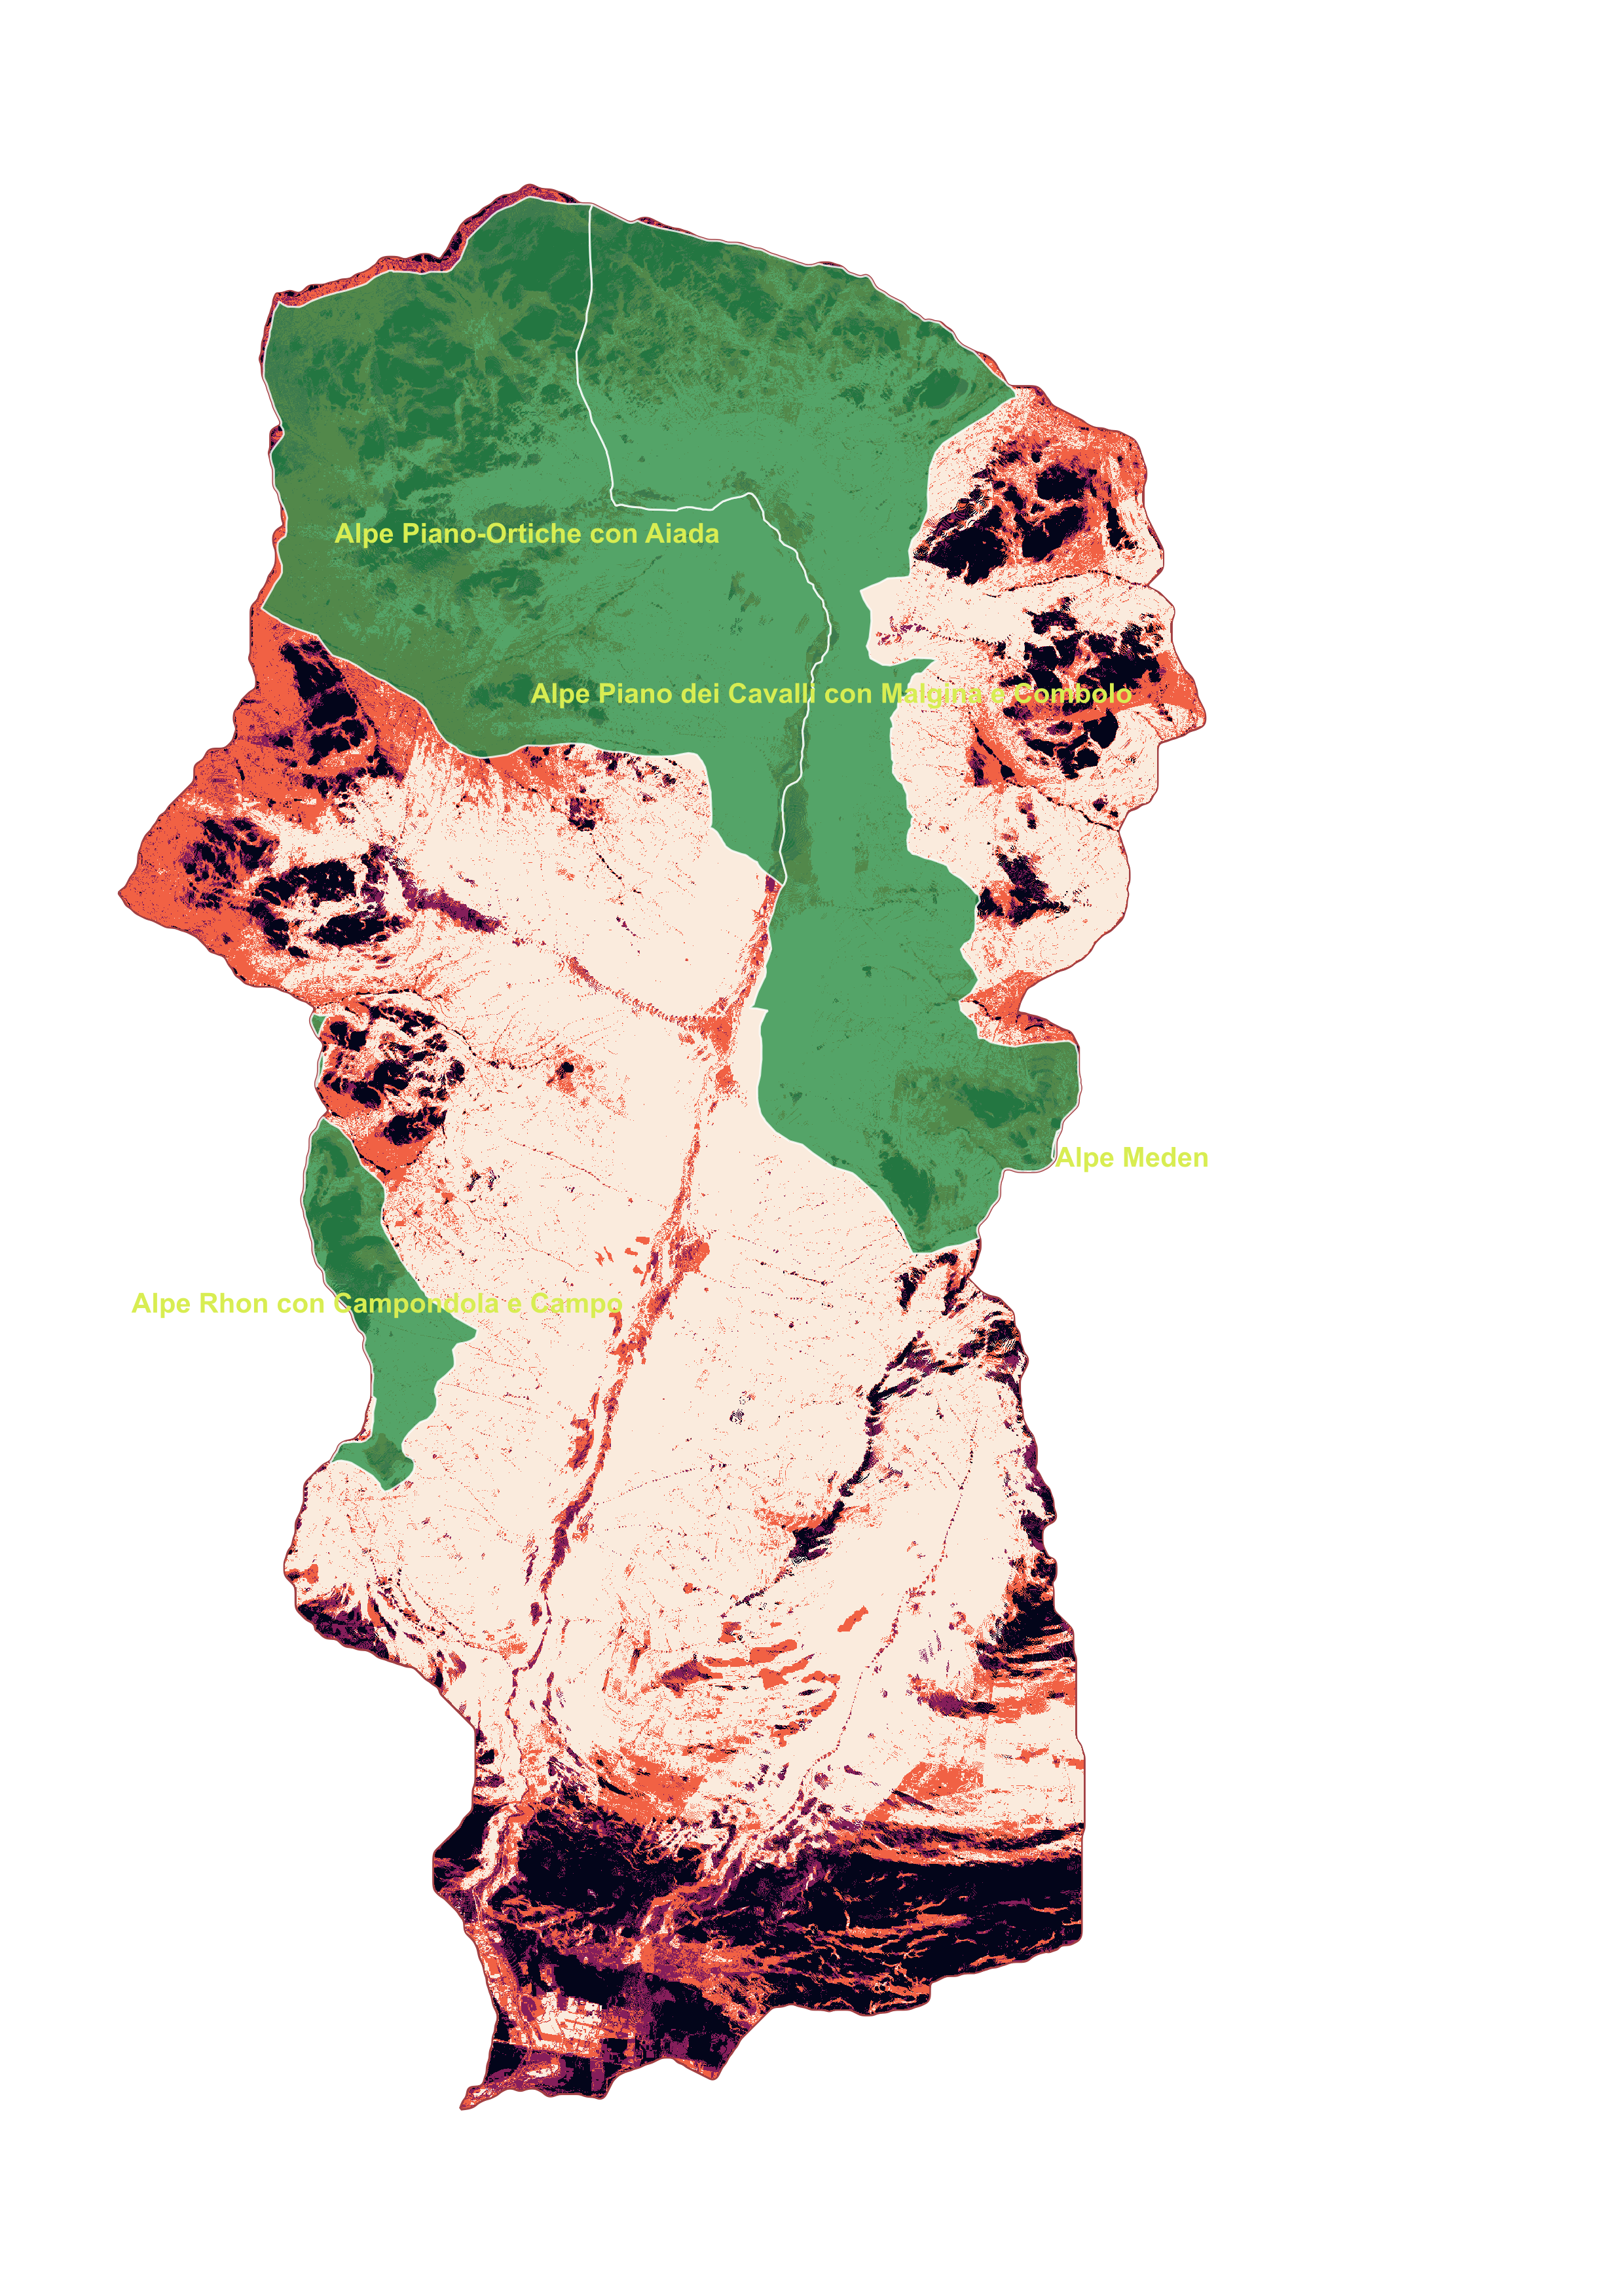 Alpe Piano-Ortiche con Aiada
Alpe Piano dei Cavalli con Malgina e Combolo
Alpe Meden
Alpe Rhon con Campondola e Campo